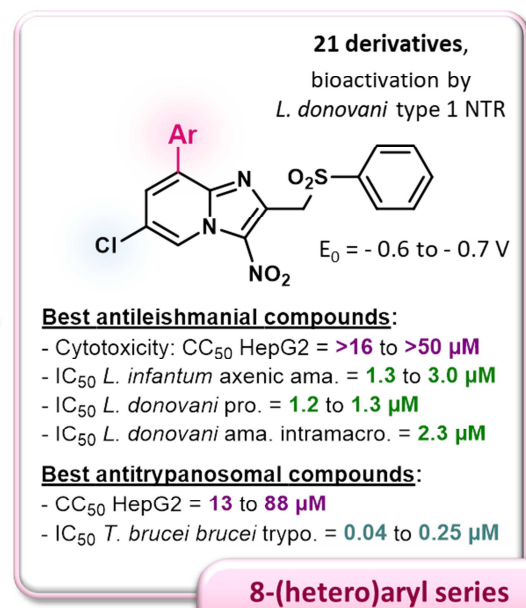 21 derivatives,
bioactivation by
L. donovani type 1 NTR
Ar
N
O₂S
N
Cl
NO₂
E₀ = - 0.6 to - 0.7 V
Best antileishmanial compounds:
- Cytotoxicity: CC₅₀ HepG2 = >16 to >50 µM
- IC₅₀ L. infantum axenic ama. = 1.3 to 3.0 µM
- IC₅₀ L. donovani pro. = 1.2 to 1.3 µM
- IC₅₀ L. donovani ama. intramacro. = 2.3 µM
Best antitrypanosomal compounds:
- CC₅₀ HepG2 = 13 to 88 µM
- IC₅₀ T. brucei brucei trypo. = 0.04 to 0.25 µM
8-(hetero)aryl series